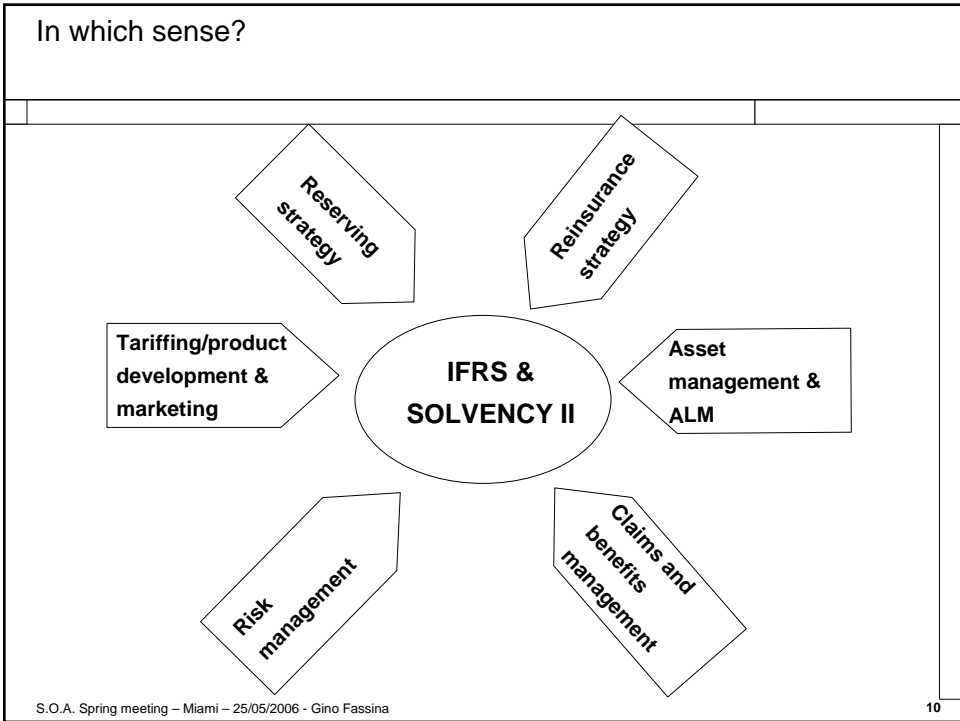 In which sense?
Reserving
strategy
Reinsurance
strategy
Tariffing/product
development &
marketing
IFRS &
SOLVENCY II
Asset
management &
ALM
Risk
management
Claims and
benefits
management
S.O.A. Spring meeting – Miami – 25/05/2006 - Gino Fassina
10